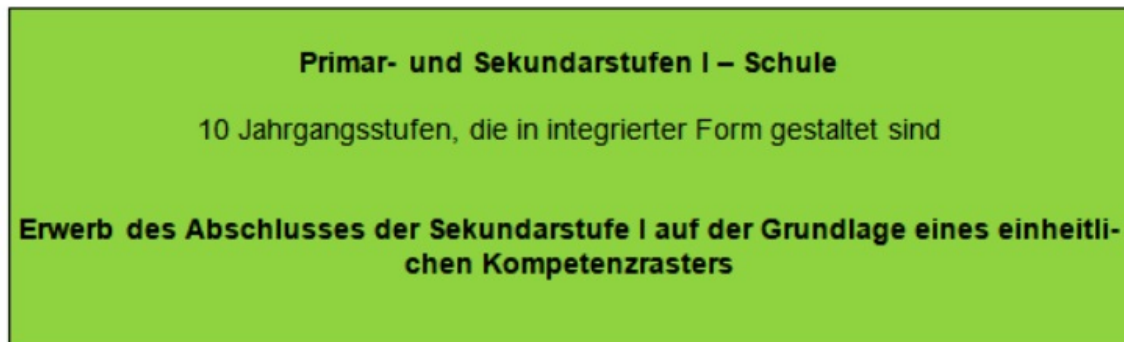 Primar- und Sekundarstufen I – Schule
10 Jahrgangsstufen, die in integrierter Form gestaltet sind
Erwerb des Abschlusses der Sekundarstufe I auf der Grundlage eines einheitli-
chen Kompetenzrasters